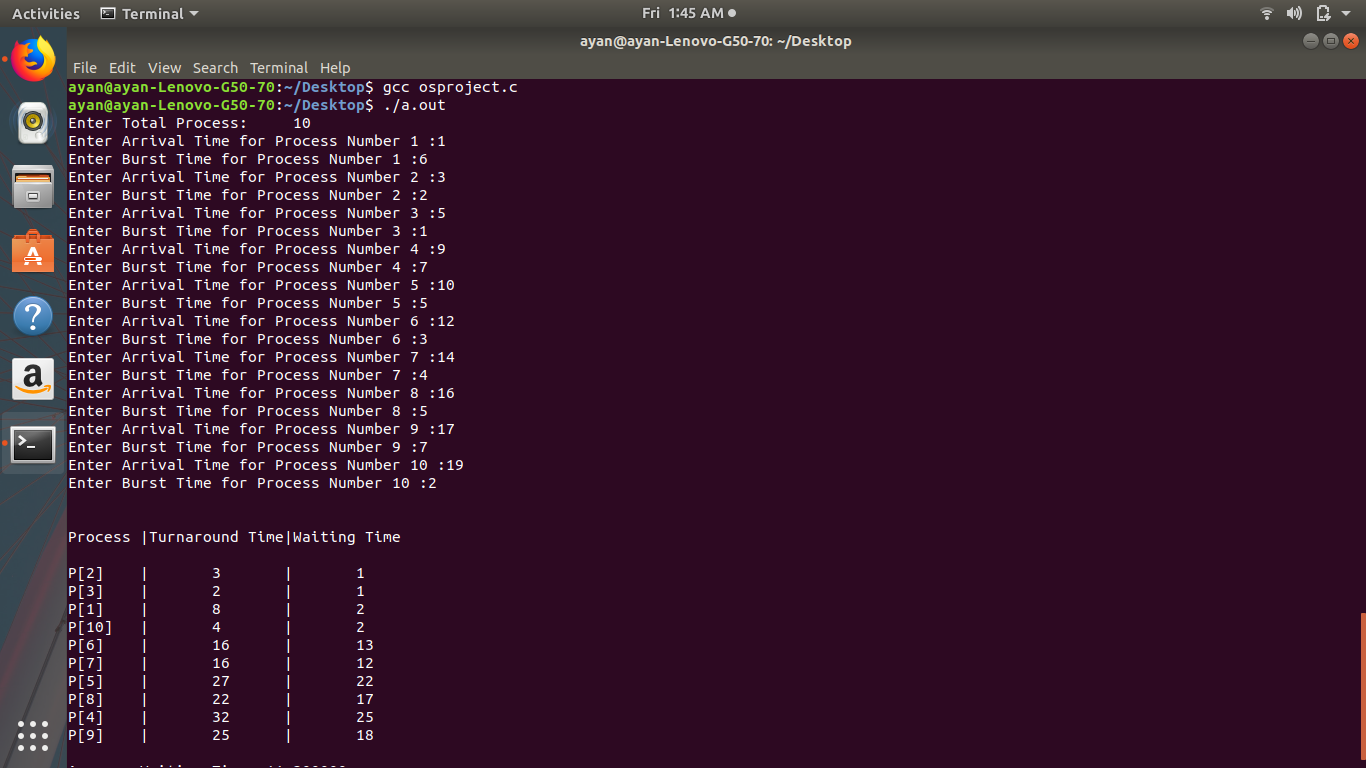 Activities Terminal Fri 1:45 AM
ayan@ayan-Lenovo-G50-70: ~/Desktop
File Edit View Search Terminal Help
ayan@ayan-Lenovo-G50-70:~/Desktop$ gcc osproject.c
ayan@ayan-Lenovo-G50-70:~/Desktop$ ./a.out
Enter Total Process: 10
Enter Arrival Time for Process Number 1 :1
Enter Burst Time for Process Number 1 :6
Enter Arrival Time for Process Number 2 :3
Enter Burst Time for Process Number 2 :2
Enter Arrival Time for Process Number 3 :5
Enter Burst Time for Process Number 3 :1
Enter Arrival Time for Process Number 4 :9
Enter Burst Time for Process Number 4 :7
Enter Arrival Time for Process Number 5 :10
Enter Burst Time for Process Number 5 :5
Enter Arrival Time for Process Number 6 :12
Enter Burst Time for Process Number 6 :3
Enter Arrival Time for Process Number 7 :14
Enter Burst Time for Process Number 7 :4
Enter Arrival Time for Process Number 8 :16
Enter Burst Time for Process Number 8 :5
Enter Arrival Time for Process Number 9 :17
Enter Burst Time for Process Number 9 :7
Enter Arrival Time for Process Number 10 :19
Enter Burst Time for Process Number 10 :2
Process |Turnaround Time|Waiting Time
P[2] | 3 | 1
P[3] | 2 | 1
P[1] | 8 | 2
P[10] | 4 | 2
P[6] | 16 | 13
P[7] | 16 | 12
P[5] | 27 | 22
P[8] | 22 | 17
P[4] | 32 | 25
P[9] | 25 | 18